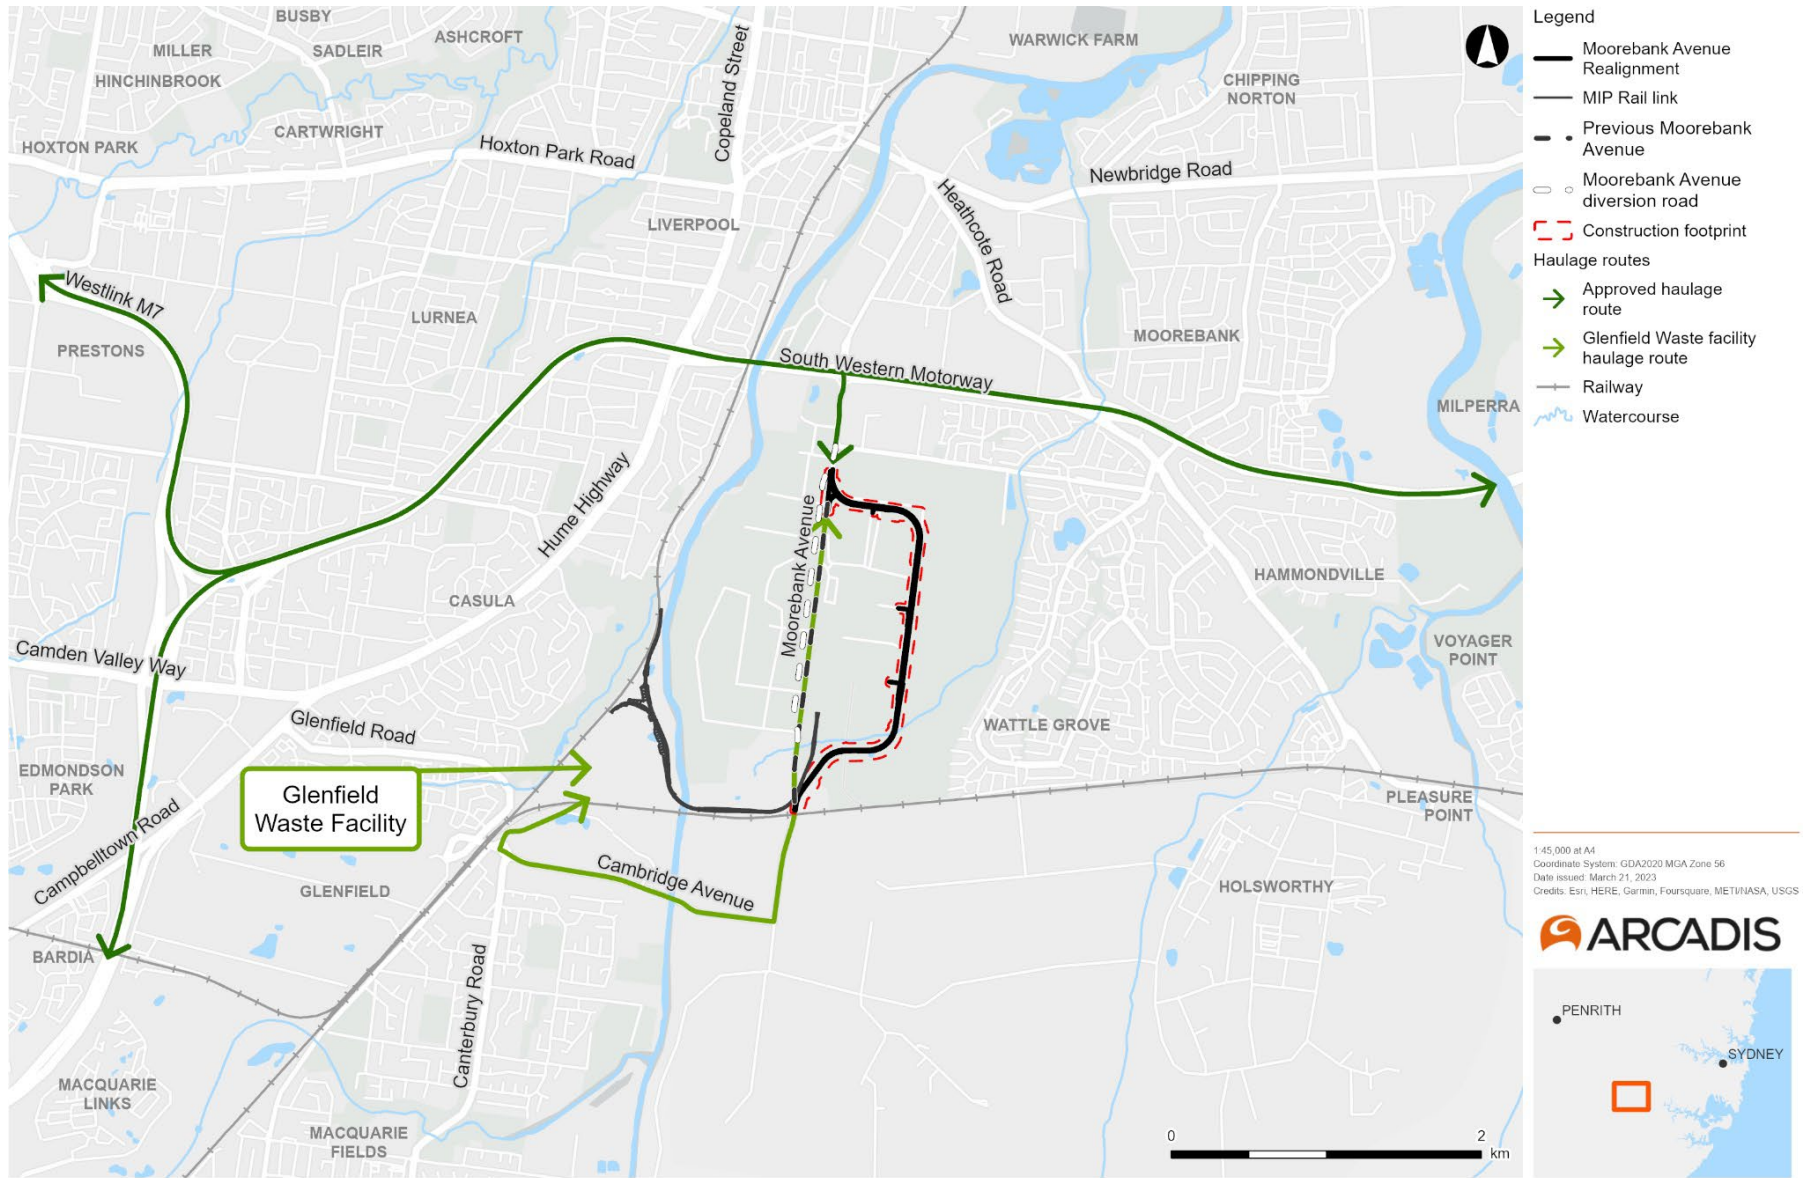 BUSBY
ASHCROFT
MILLER
SADLEIR
HINCHINBROOK
WARWICK FARM
CHIPPING
NORTON
Copeland Street
CARTWRIGHT
HOXTON PARK
Hoxton Park Road
Newbridge Road
Heathcote Road
LIVERPOOL
Westlink M7
LURNEA
PRESTONS
MOOREBANK
South Western Motorway
MILPERRA
Hume Highway
Moorebank Avenue
CASULA
HAMMONDVILLE
VOYAGER
POINT
Camden Valley Way
Glenfield Road
WATTLE GROVE
EDMONDSON
PARK
Glenfield
Waste Facility
PLEASURE
POINT
Campbelltown Road
Cambridge Avenue
GLENFIELD
HOLSWORTHY
BARDIA
Canterbury Road
MACQUARIE
LINKS
MACQUARIE
FIELDS
0
2
km
Legend
Moorebank Avenue
Realignment
MIP Rail link
Previous Moorebank
Avenue
Moorebank Avenue
diversion road
Construction footprint
Haulage routes
Approved haulage
route
Glenfield Waste facility
haulage route
Railway
Watercourse
1:45,000 at A4
Coordinate System: GDA2020 MGA Zone 56
Date issued: March 21, 2023
Credits: Esri, HERE, Garmin, Foursquare, METI/NASA, USGS
ARCADIS
PENRITH
SYDNEY